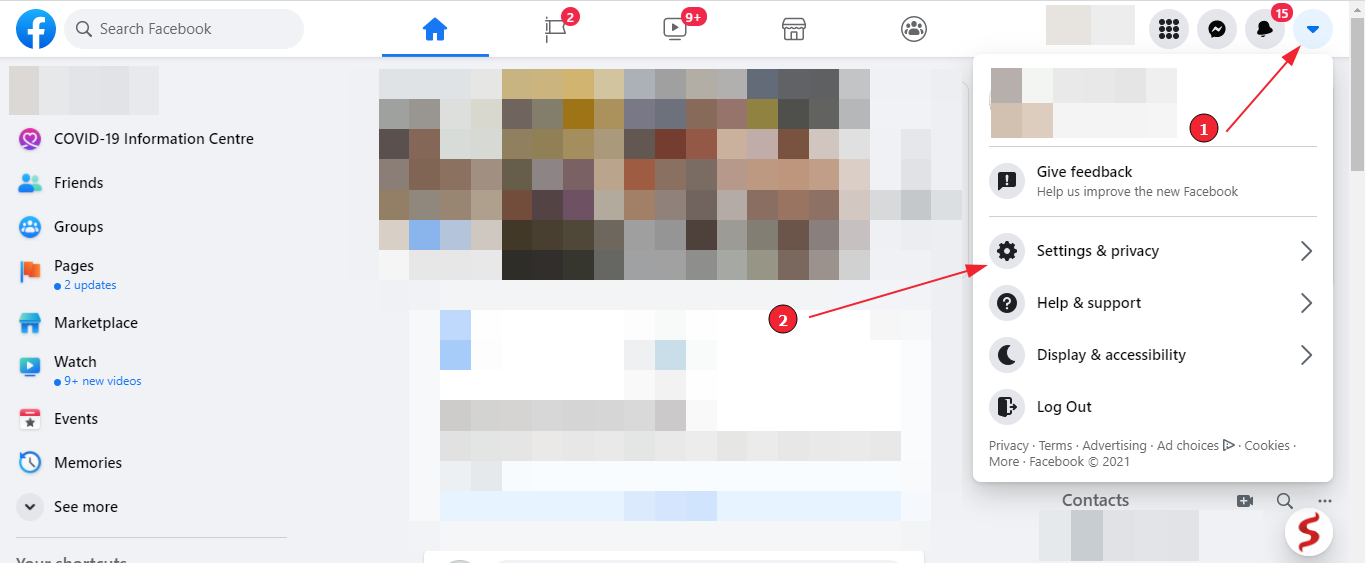 Search Facebook
2
9+
15
COVID-19 Information Centre
Friends
Groups
Pages
2 updates
Marketplace
Watch
9+ new videos
Events
Memories
See more
Your shortcuts
1
Give feedback
Help us improve the new Facebook
Settings & privacy
2
Help & support
Display & accessibility
Log Out
Privacy · Terms · Advertising · Ad choices · Cookies ·
More · Facebook © 2021
Contacts